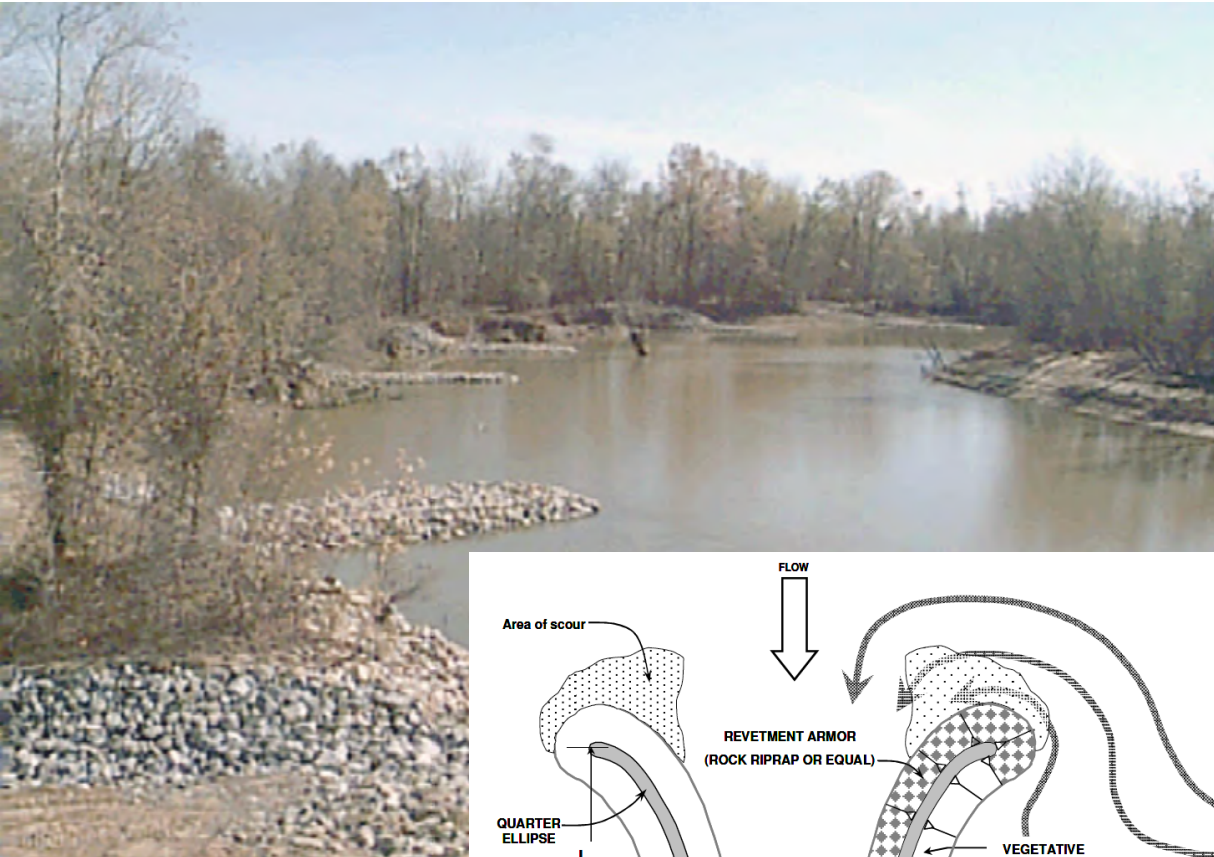 FLOW
Area of scour
REVETMENT ARMOR
(ROCK RIPRAP OR EQUAL)
QUARTER
ELLIPSE
VEGETATIVE